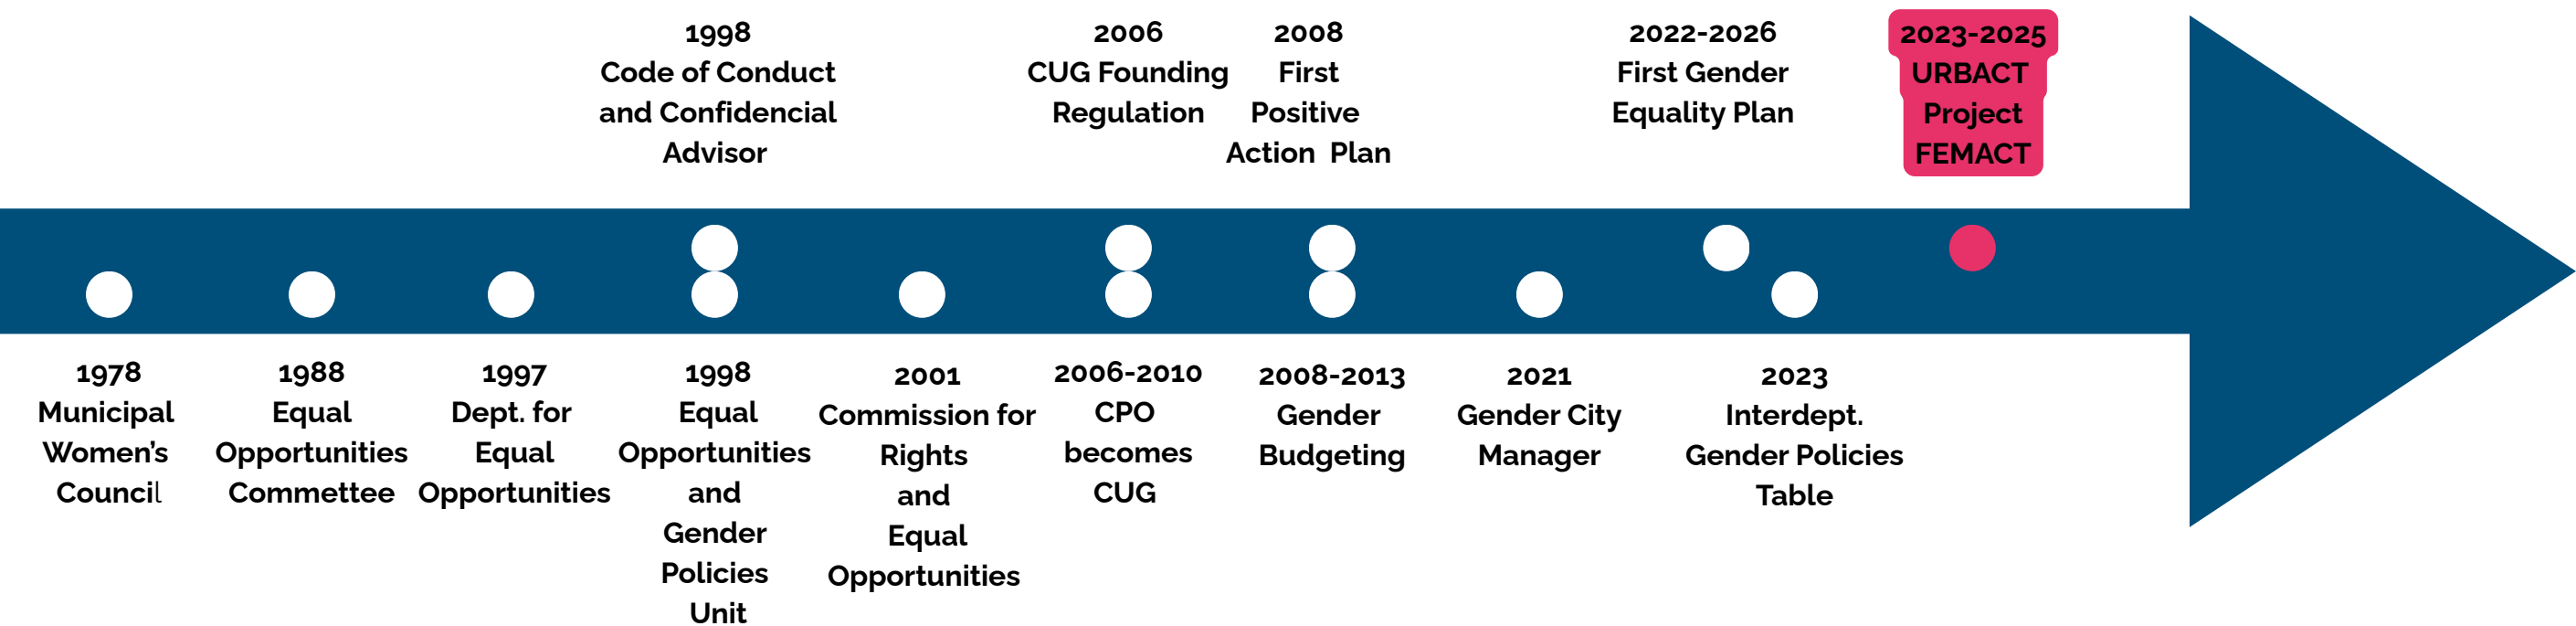 1998
Code of Conduct
and Confidencial
Advisor
2006
CUG Founding
Regulation
2008
First
Positive
Action Plan
2022-2026
First Gender
Equality Plan
2023-2025
URBACT
Project
FEMACT
1978
Municipal
Women's
Council
1988
Equal
Opportunities
Commettee
1997
Dept. for
Equal
Opportunities
1998
Equal
Opportunities
and
Gender
Policies
Unit
2001
Commission for
Rights
and
Equal
Opportunities
2006-2010
CPO
becomes
CUG
2008-2013
Gender
Budgeting
2021
Gender City
Manager
2023
Interdept.
Gender Policies
Table